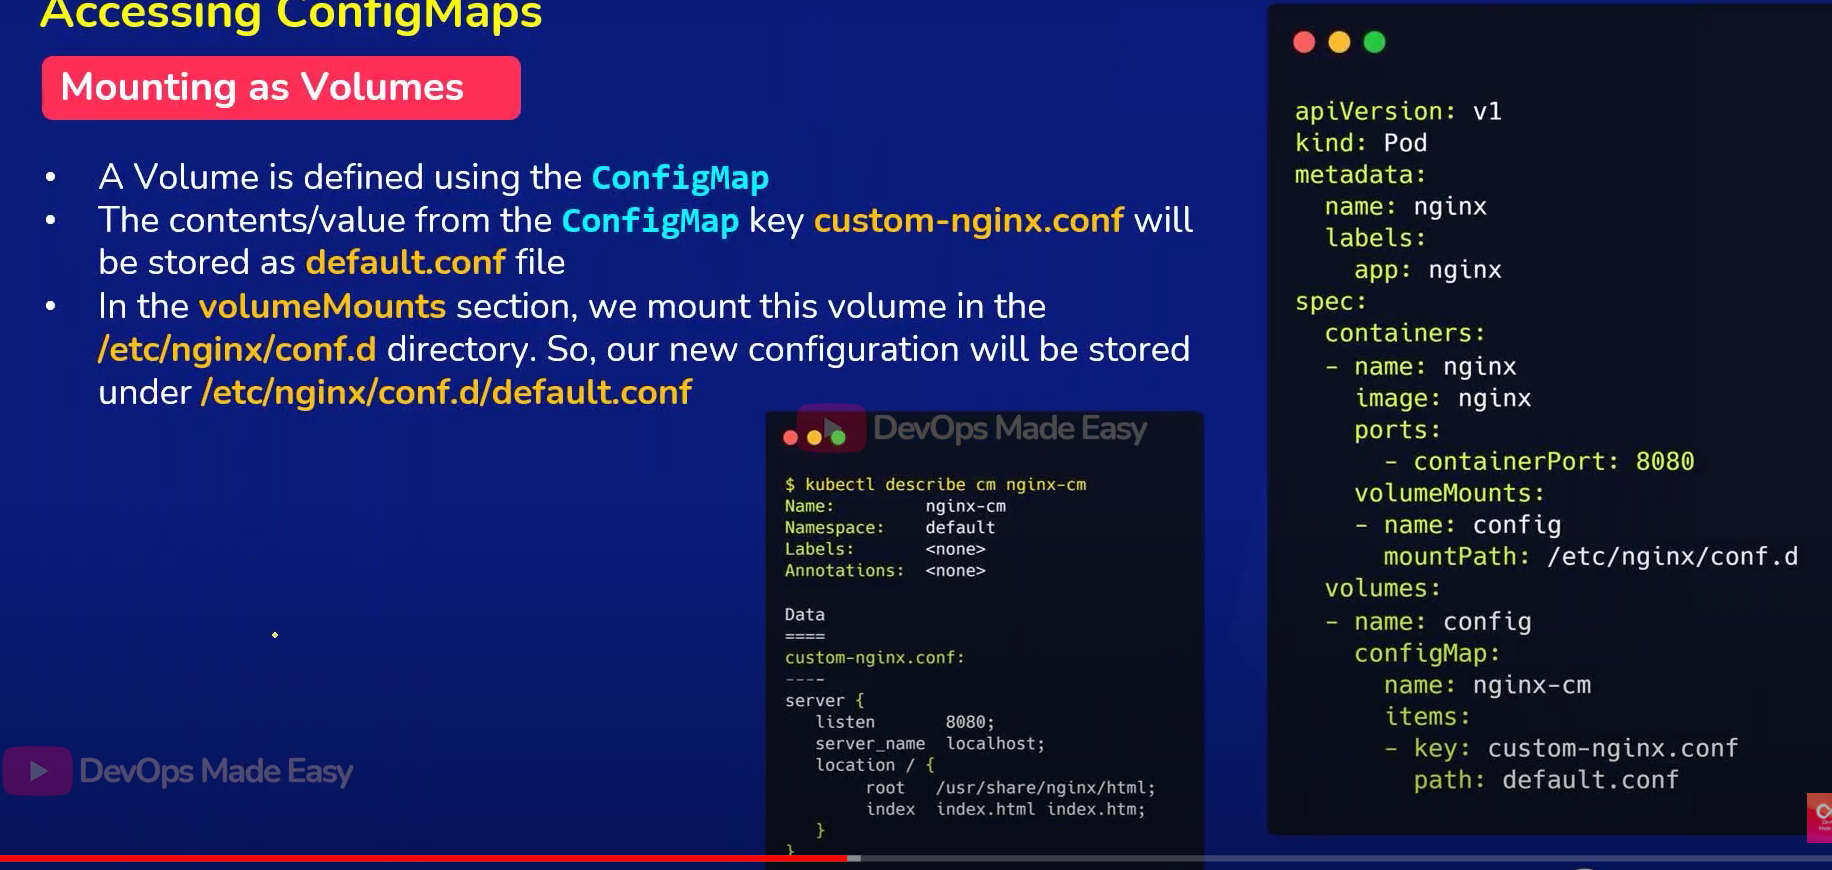 Accessing ConfigMaps
Mounting as Volumes
• A Volume is defined using the ConfigMap
• The contents/value from the ConfigMap key custom-nginx.conf will
be stored as default.conf file
• In the volumeMounts section, we mount this volume in the
/etc/nginx/conf.d directory. So, our new configuration will be stored
under /etc/nginx/conf.d/default.conf
DevOps Made Easy
$ kubectl describe cm nginx-cm
Name: nginx-cm
Namespace: default
Labels: <none>
Annotations: <none>
Data
====
custom-nginx.conf:
----
server {
listen 8080;
server_name localhost;
location / {
root /usr/share/nginx/html;
index index.html index.htm;
}
}
DevOps Made Easy
apiVersion: v1
kind: Pod
metadata:
name: nginx
labels:
app: nginx
spec:
containers:
- name: nginx
image: nginx
ports:
- containerPort: 8080
volumeMounts:
- name: config
mountPath: /etc/nginx/conf.d
volumes:
- name: config
configMap:
name: nginx-cm
items:
- key: custom-nginx.conf
path: default.conf